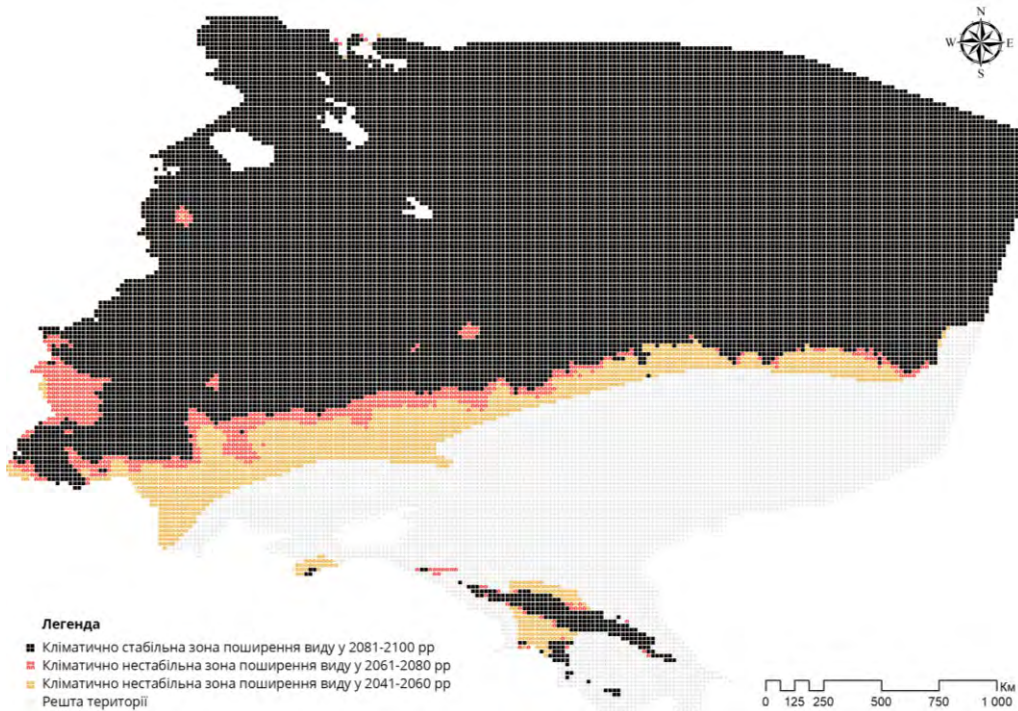 N
W E
S
Легенда
Кліматично стабільна зона поширення виду у 2081-2100 рр
Кліматично нестабільна зона поширення виду у 2061-2080 рр
Кліматично нестабільна зона поширення виду у 2041-2060 рр
Решта території
Км
0 125 250 500 750 1 000